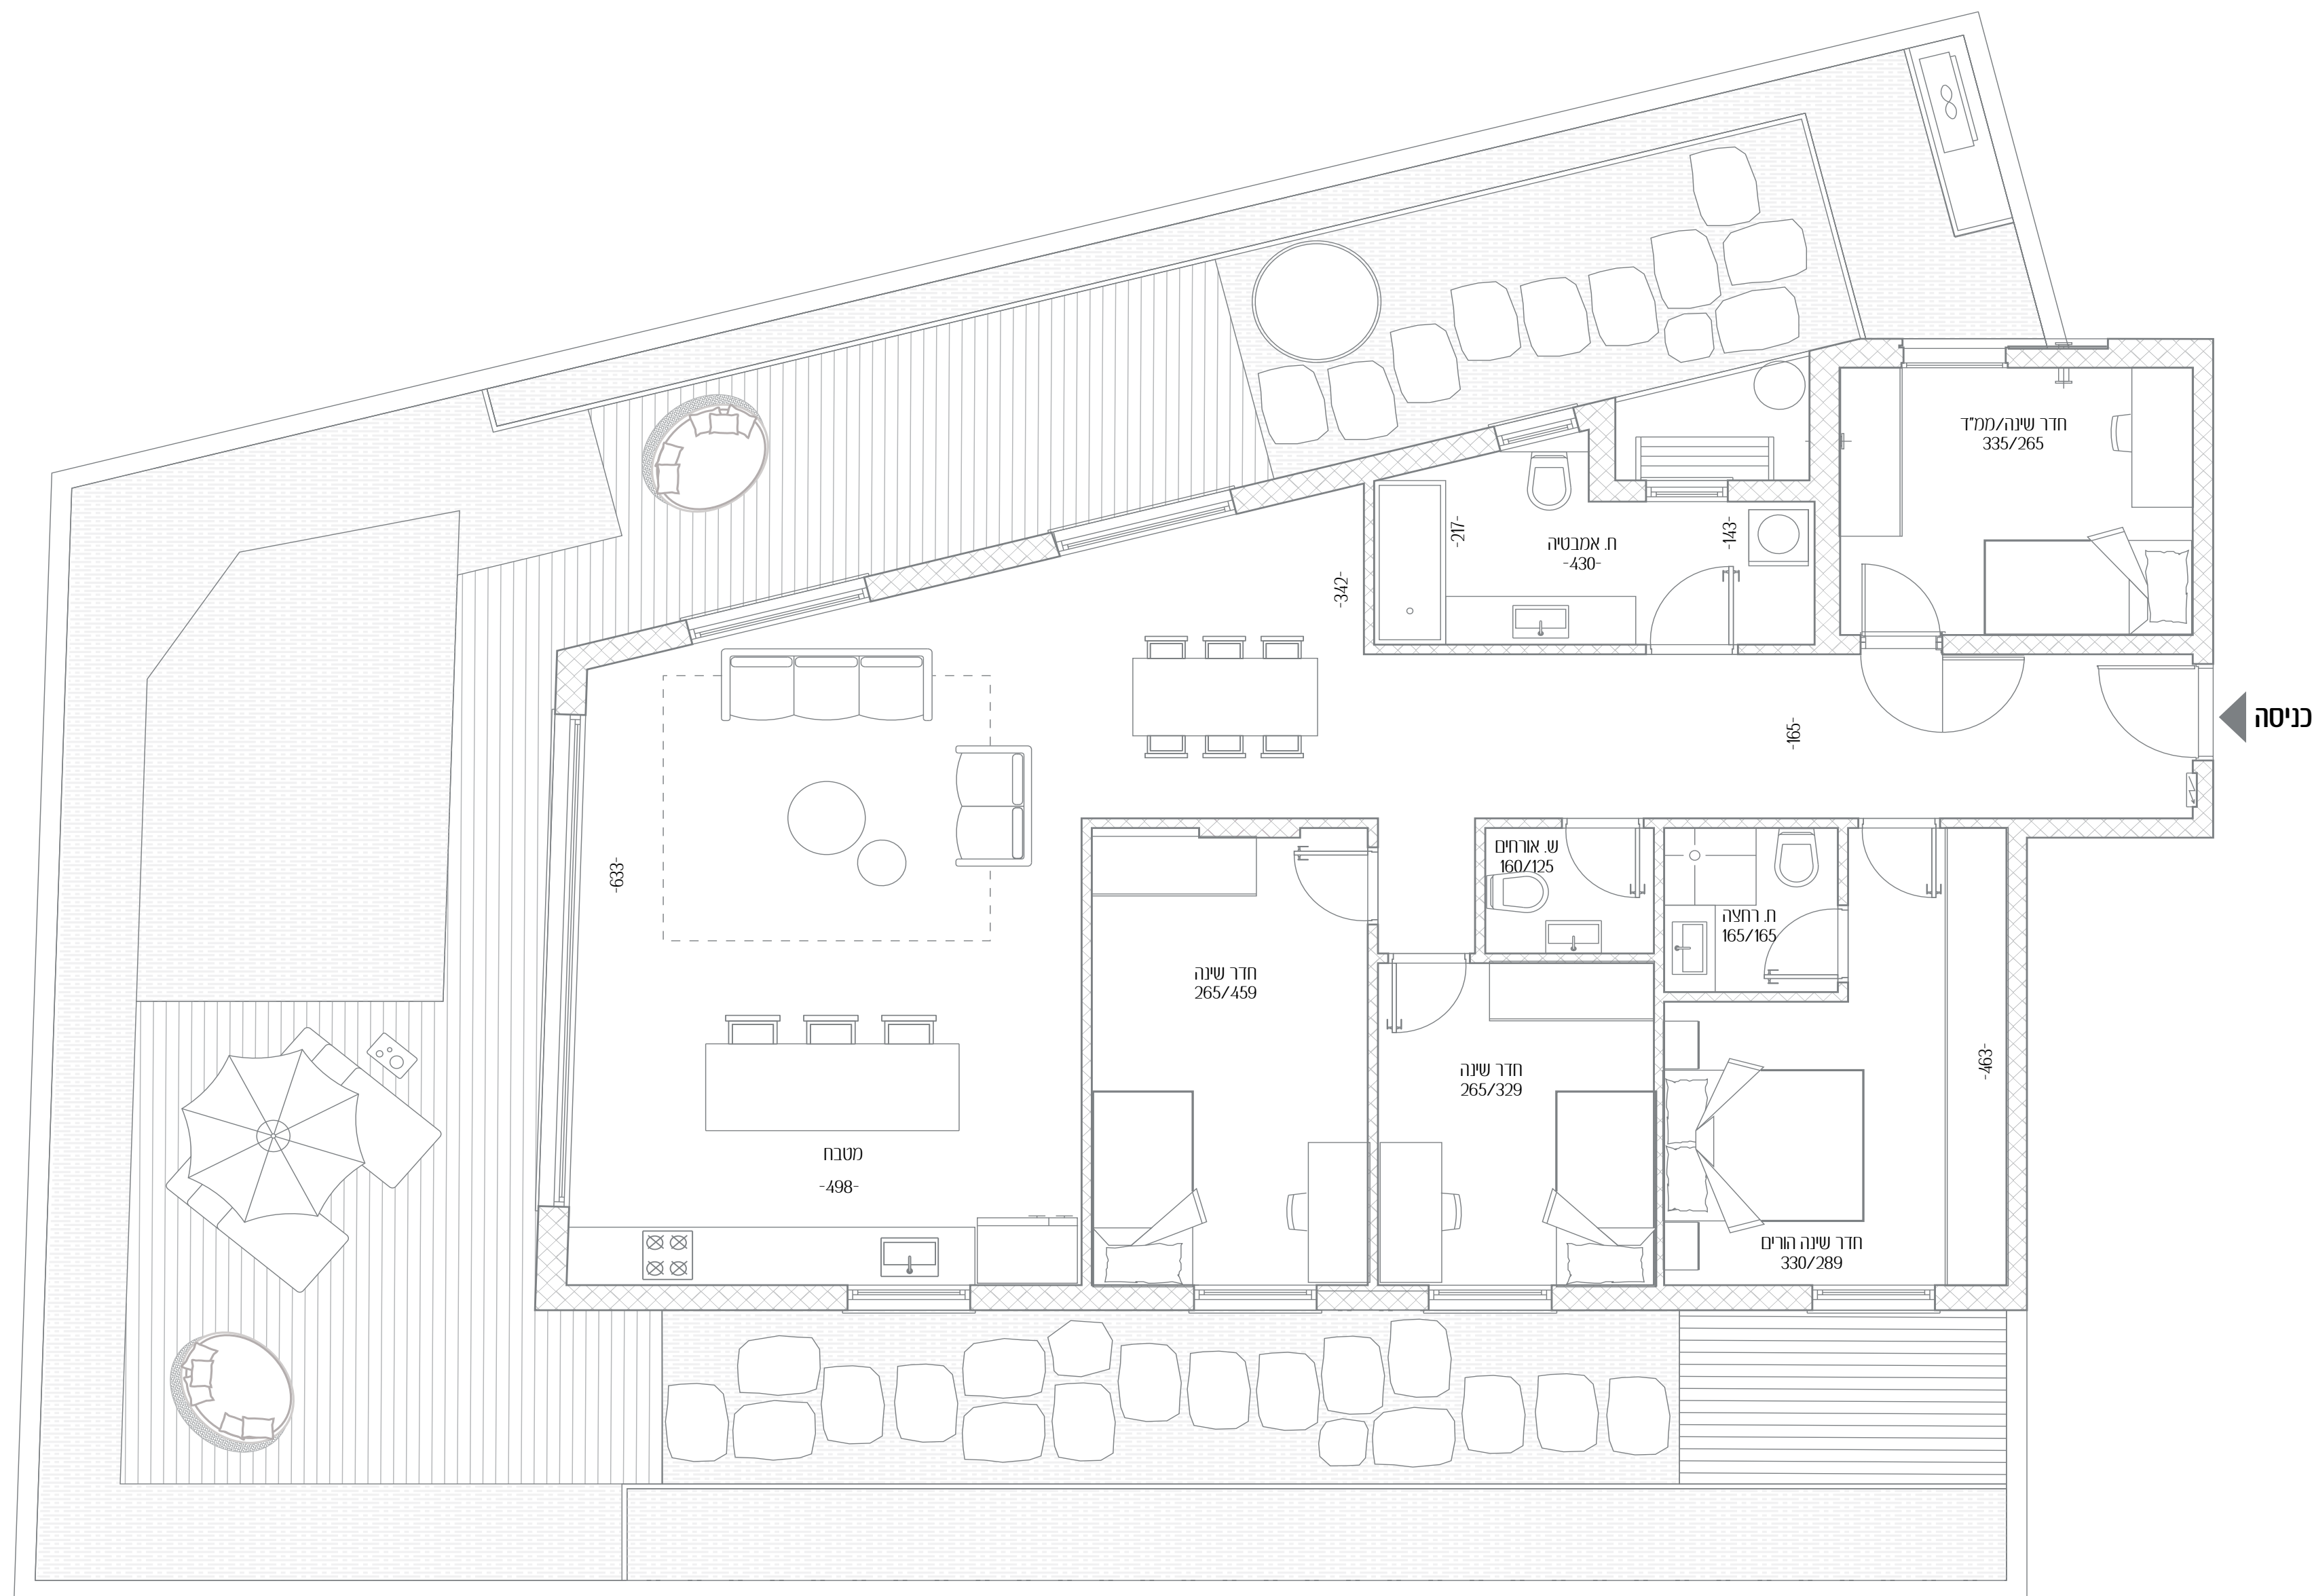 חדר שינה/ממ"ד
335/265
-217-
-143-
ח. אמבטיה
-430-
-342-
כניסה
-165-
ש. אורחים
160/125
-633-
ח. רחצה
165/165
חדר שינה
265/459
חדר שינה
265/329
-463-
מטבח
-498-
חדר שינה הורים
330/289